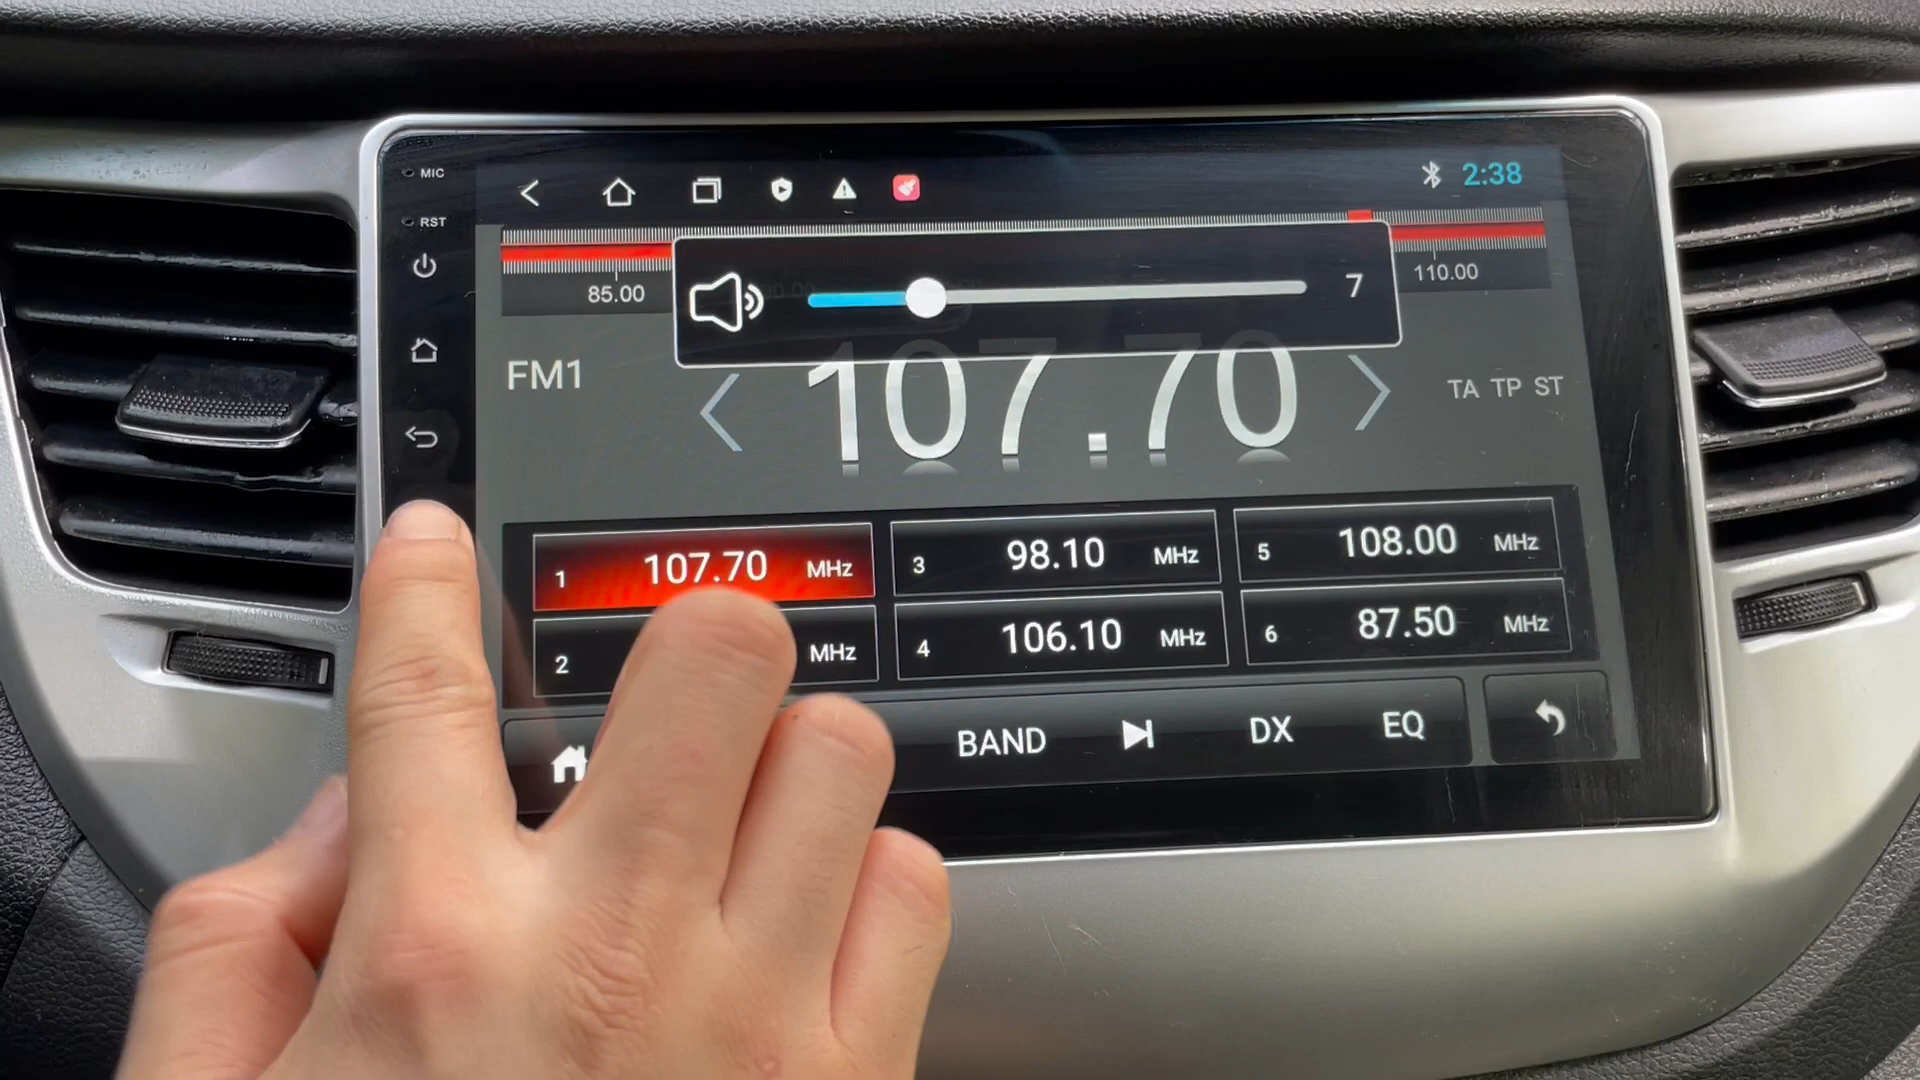 MIC
2:38
RST
85.00
7
110.00
FM1
107.70
TA TP ST
1 107.70 MHz
3 98.10 MHz
5 108.00 MHz
2 MHz
4 106.10 MHz
6 87.50 MHz
BAND
DX
EQ